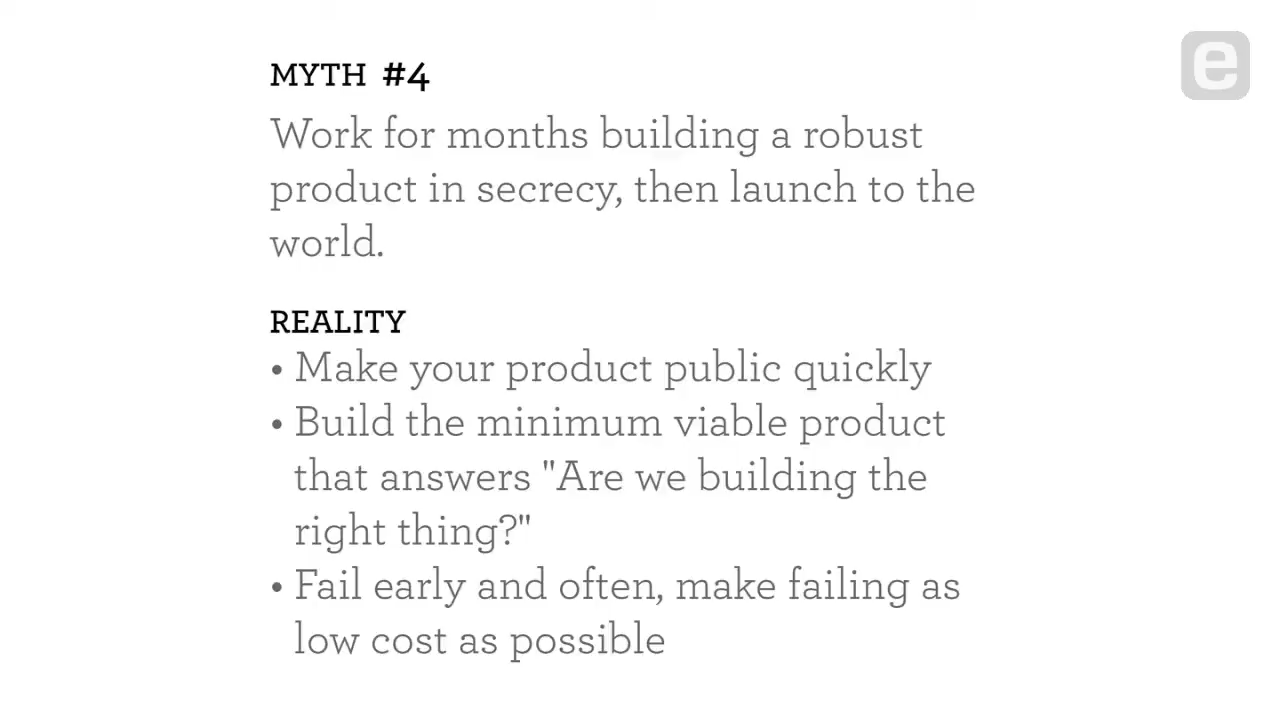 MYTH #4
Work for months building a robust
product in secrecy, then launch to the
world.
REALITY
• Make your product public quickly
• Build the minimum viable product
that answers "Are we building the
right thing?"
• Fail early and often, make failing as
low cost as possible
e